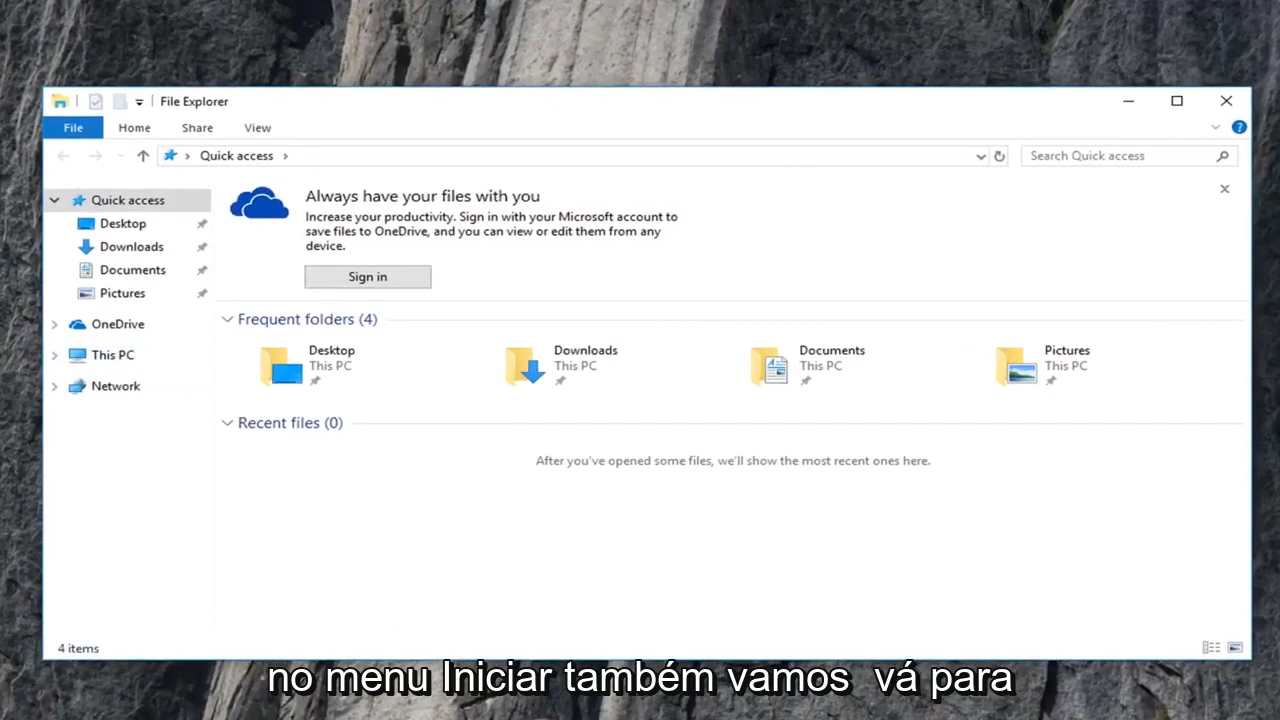 File Explorer
File Home Share View
Quick access
Search Quick access
Quick access
Desktop
Downloads
Documents
Pictures
OneDrive
This PC
Network
Always have your files with you
Increase your productivity. Sign in with your Microsoft account to
save files to OneDrive, and you can view or edit them from any
device.
Sign in
Frequent folders (4)
Desktop
This PC
Downloads
This PC
Documents
This PC
Pictures
This PC
Recent files (0)
After you've opened some files, we'll show the most recent ones here.
4 items
no menu Iniciar também vamos vá para